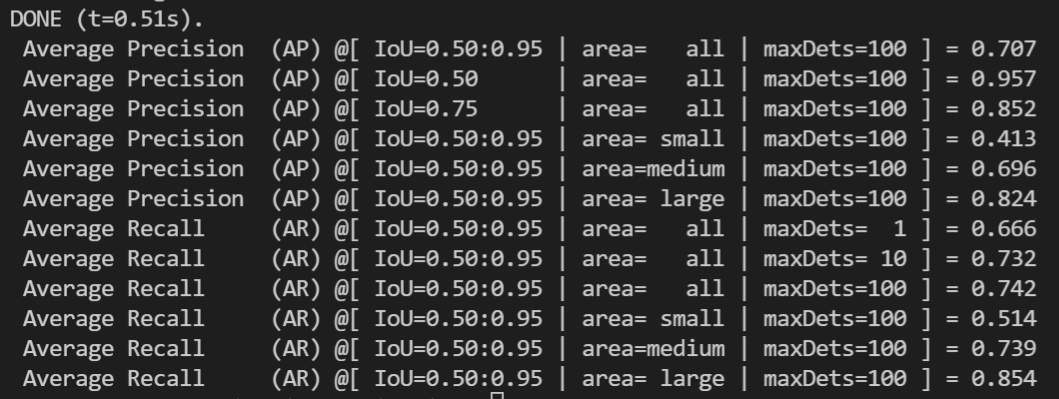 DONE (t=0.51s).
Average Precision  (AP) @[ IoU=0.50:0.95 | area=   all | maxDets=100 ] = 0.707
Average Precision  (AP) @[ IoU=0.50      | area=   all | maxDets=100 ] = 0.957
Average Precision  (AP) @[ IoU=0.75      | area=   all | maxDets=100 ] = 0.852
Average Precision  (AP) @[ IoU=0.50:0.95 | area= small | maxDets=100 ] = 0.413
Average Precision  (AP) @[ IoU=0.50:0.95 | area=medium | maxDets=100 ] = 0.696
Average Precision  (AP) @[ IoU=0.50:0.95 | area= large | maxDets=100 ] = 0.824
Average Recall     (AR) @[ IoU=0.50:0.95 | area=   all | maxDets=  1 ] = 0.666
Average Recall     (AR) @[ IoU=0.50:0.95 | area=   all | maxDets= 10 ] = 0.732
Average Recall     (AR) @[ IoU=0.50:0.95 | area=   all | maxDets=100 ] = 0.742
Average Recall     (AR) @[ IoU=0.50:0.95 | area= small | maxDets=100 ] = 0.514
Average Recall     (AR) @[ IoU=0.50:0.95 | area=medium | maxDets=100 ] = 0.739
Average Recall     (AR) @[ IoU=0.50:0.95 | area= large | maxDets=100 ] = 0.854